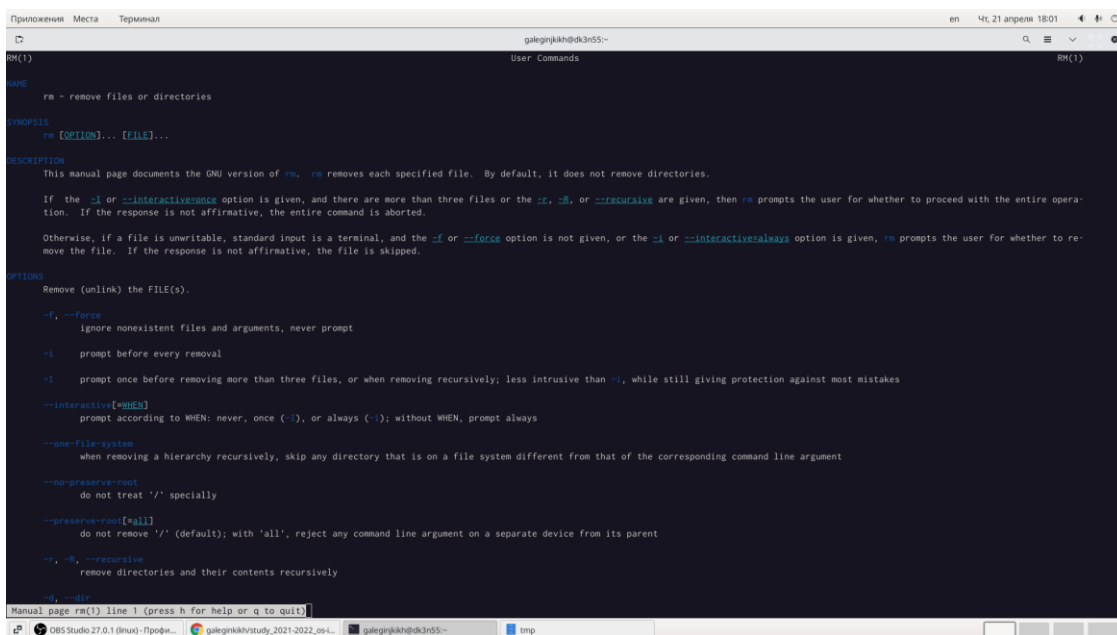 Приложения Места Терминал en Чт, 21 апреля 18:01
galeginjkikh@dk3n55:~
RM(1) User Commands RM(1)
NAME
rm - remove files or directories
SYNOPSIS
rm [OPTION]... [FILE]...
DESCRIPTION
This manual page documents the GNU version of rm. rm removes each specified file. By default, it does not remove directories.
If the -I or --interactive=once option is given, and there are more than three files or the -r, -R, or --recursive are given, then rm prompts the user for whether to proceed with the entire opera-
tion. If the response is not affirmative, the entire command is aborted.
Otherwise, if a file is unwritable, standard input is a terminal, and the -f or --force option is not given, or the -i or --interactive=always option is given, rm prompts the user for whether to re-
move the file. If the response is not affirmative, the file is skipped.
OPTIONS
Remove (unlink) the FILE(s).
-f, --force
ignore nonexistent files and arguments, never prompt
-i prompt before every removal
-I prompt once before removing more than three files, or when removing recursively; less intrusive than -i, while still giving protection against most mistakes
--interactive[=WHEN]
prompt according to WHEN: never, once (-I), or always (-i); without WHEN, prompt always
--one-file-system
when removing a hierarchy recursively, skip any directory that is on a file system different from that of the corresponding command line argument
--no-preserve-root
do not treat '/' specially
--preserve-root[=all]
do not remove '/' (default); with 'all', reject any command line argument on a separate device from its parent
-r, -R, --recursive
remove directories and their contents recursively
-d, --dir
Manual page rm(1) line 1 (press h for help or q to quit)
OBS Studio 27.0.1 (linux) - Профи... galeginkikh/study_2021-2022_os-i... galeginjkikh@dk3n55:~ tmp